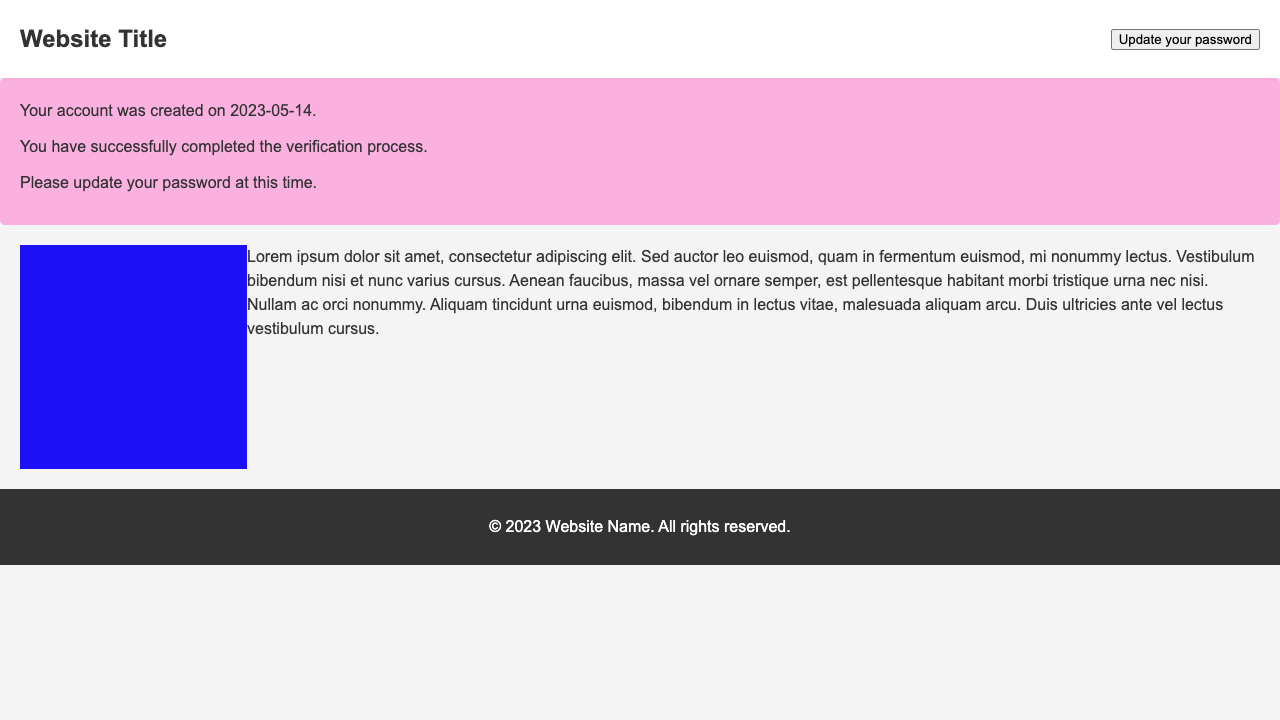 Website Title
Update your password
Your account was created on 2023-05-14.
You have successfully completed the verification process.
Please update your password at this time.
Lorem ipsum dolor sit amet, consectetur adipiscing elit. Sed auctor leo euismod, quam in fermentum euismod, mi nonummy lectus. Vestibulum
bibendum nisi et nunc varius cursus. Aenean faucibus, massa vel ornare semper, est pellentesque habitant morbi tristique urna nec nisi.
Nullam ac orci nonummy. Aliquam tincidunt urna euismod, bibendum in lectus vitae, malesuada aliquam arcu. Duis ultricies ante vel lectus
vestibulum cursus.
© 2023 Website Name. All rights reserved.